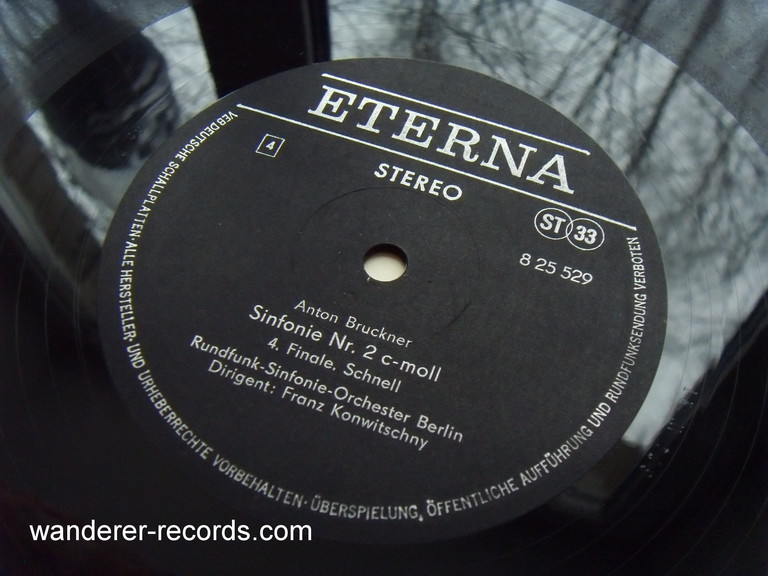 ETERNA
4
STEREO
ST 33
8 25 529
Anton Bruckner
Sinfonie Nr. 2 c-moll
4. Finale. Schnell
Rundfunk-Sinfonie-Orchester Berlin
Dirigent: Franz Konwitschny
VEB DEUTSCHE SCHALLPLATTEN·ALLE HERSTELLER- UND URHEBERRECHTE VORBEHALTEN·ÜBERSPIELUNG, ÖFFENTLICHE AUFFÜHRUNG UND RUNDFUNKSENDUNG VERBOTEN
wanderer-records.com